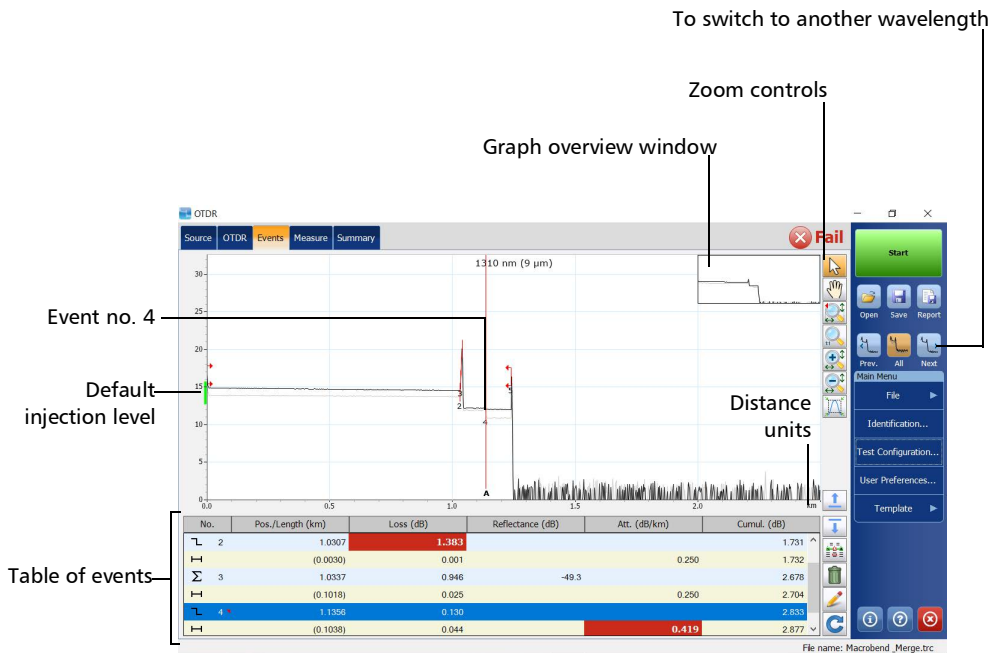 To switch to another wavelength
Zoom controls
Graph overview window
Event no. 4
Default
injection level
Distance
units
Table of events
OTDR
Source OTDR Events Measure Summary
Fail
1310 nm (9 µm)
30
25
20
15
10
5
0
0.0 0.5 1.0 1.5 2.0 km
2
3
4
5
A
Start
Open Save Report
Prev. All Next
Main Menu
File
Identification...
Test Configuration...
User Preferences...
Template
No. Pos./Length (km) Loss (dB) Reflectance (dB) Att. (dB/km) Cumul. (dB)
2 1.0307 1.383 1.731
(0.0030) 0.001 0.250 1.732
Σ 3 1.0337 0.946 -49.3 2.678
(0.1018) 0.025 0.250 2.704
4 * 1.1356 0.130 2.833
(0.1038) 0.044 0.419 2.877
File name: Macrobend _Merge.trc